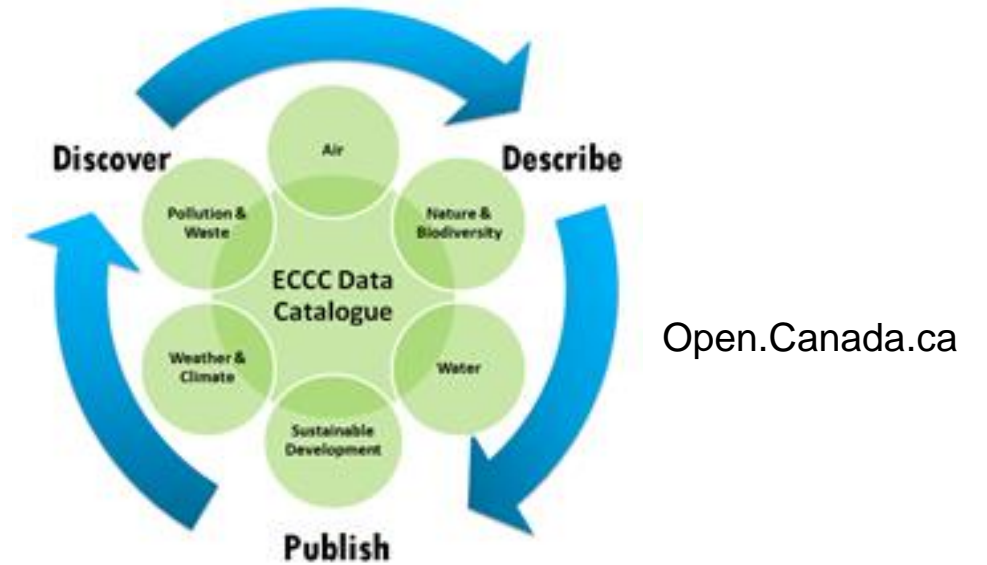 Air
Discover
Describe
Pollution &
Waste
Nature &
Biodiversity
ECCC Data
Catalogue
Open.Canada.ca
Weather &
Climate
Water
Sustainable
Development
Publish